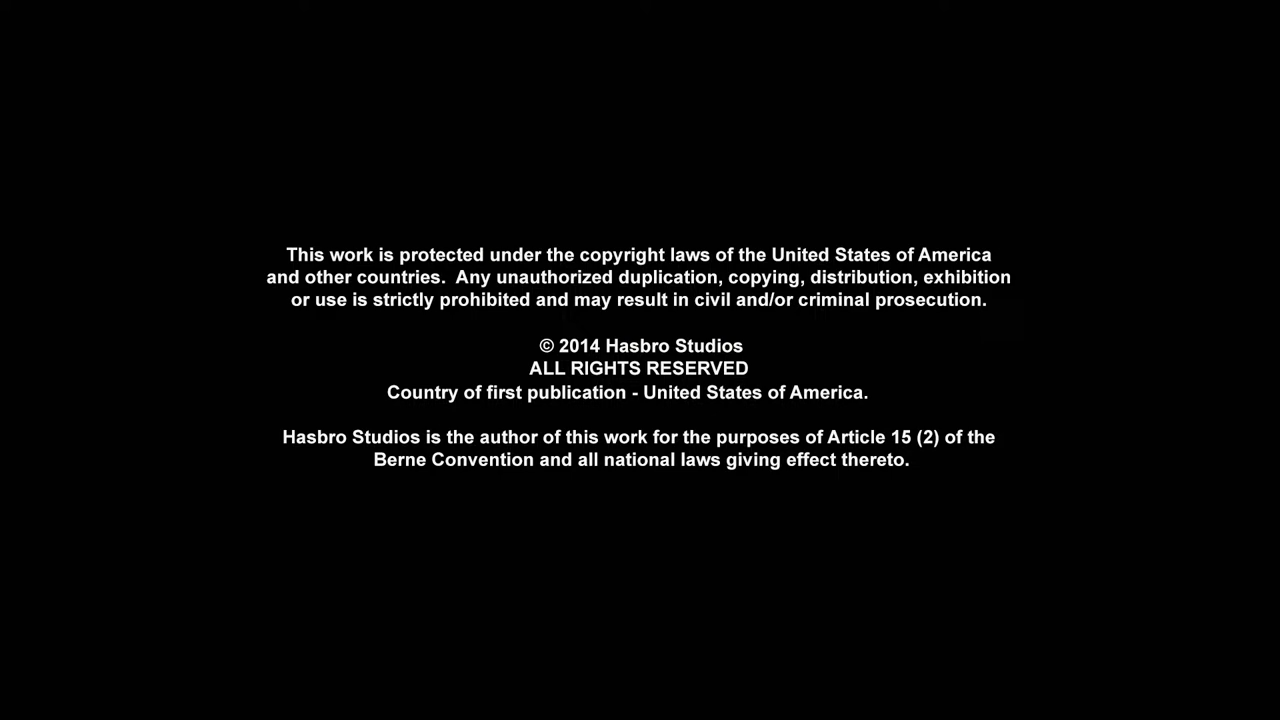 This work is protected under the copyright laws of the United States of America
and other countries.  Any unauthorized duplication, copying, distribution, exhibition
or use is strictly prohibited and may result in civil and/or criminal prosecution.
© 2014 Hasbro Studios
ALL RIGHTS RESERVED
Country of first publication - United States of America.
Hasbro Studios is the author of this work for the purposes of Article 15 (2) of the
Berne Convention and all national laws giving effect thereto.